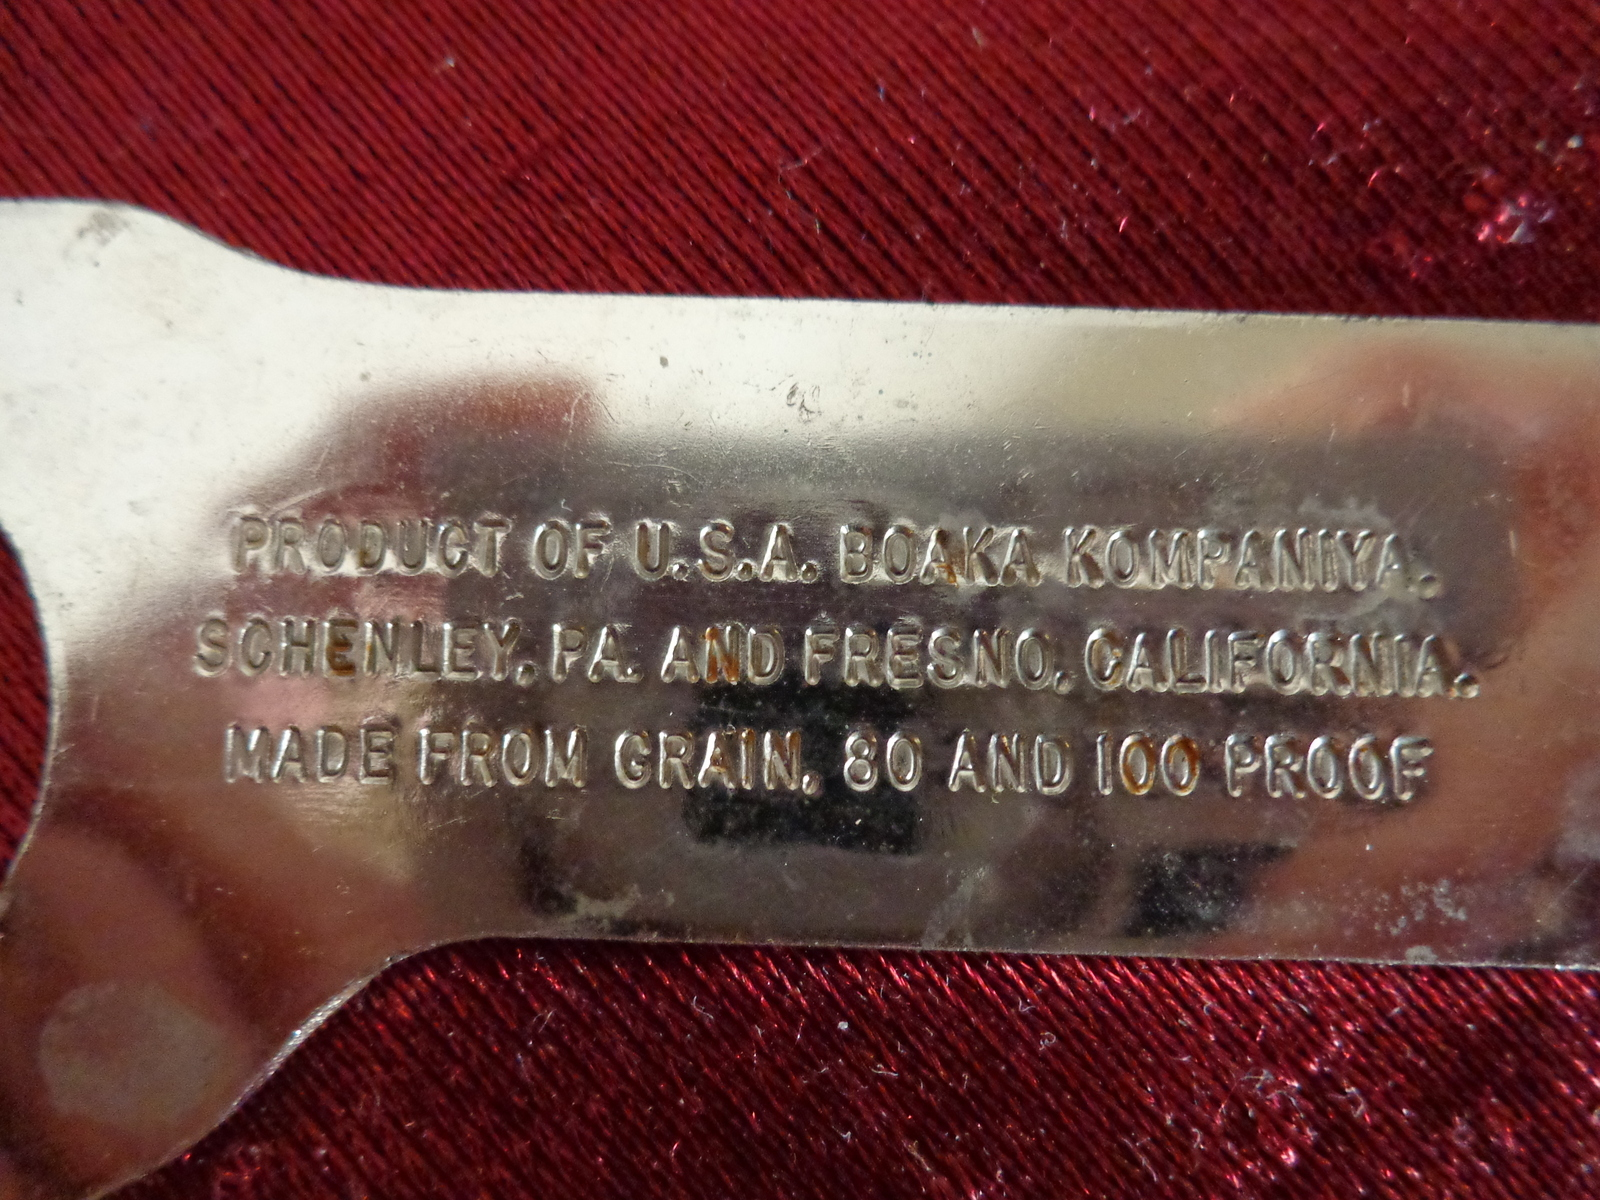 PRODUCT OF U.S.A. BOAKA KOMPANIYA.
SCHENLEY, PA. AND FRESNO, CALIFORNIA.
MADE FROM GRAIN, 80 AND 100 PROOF